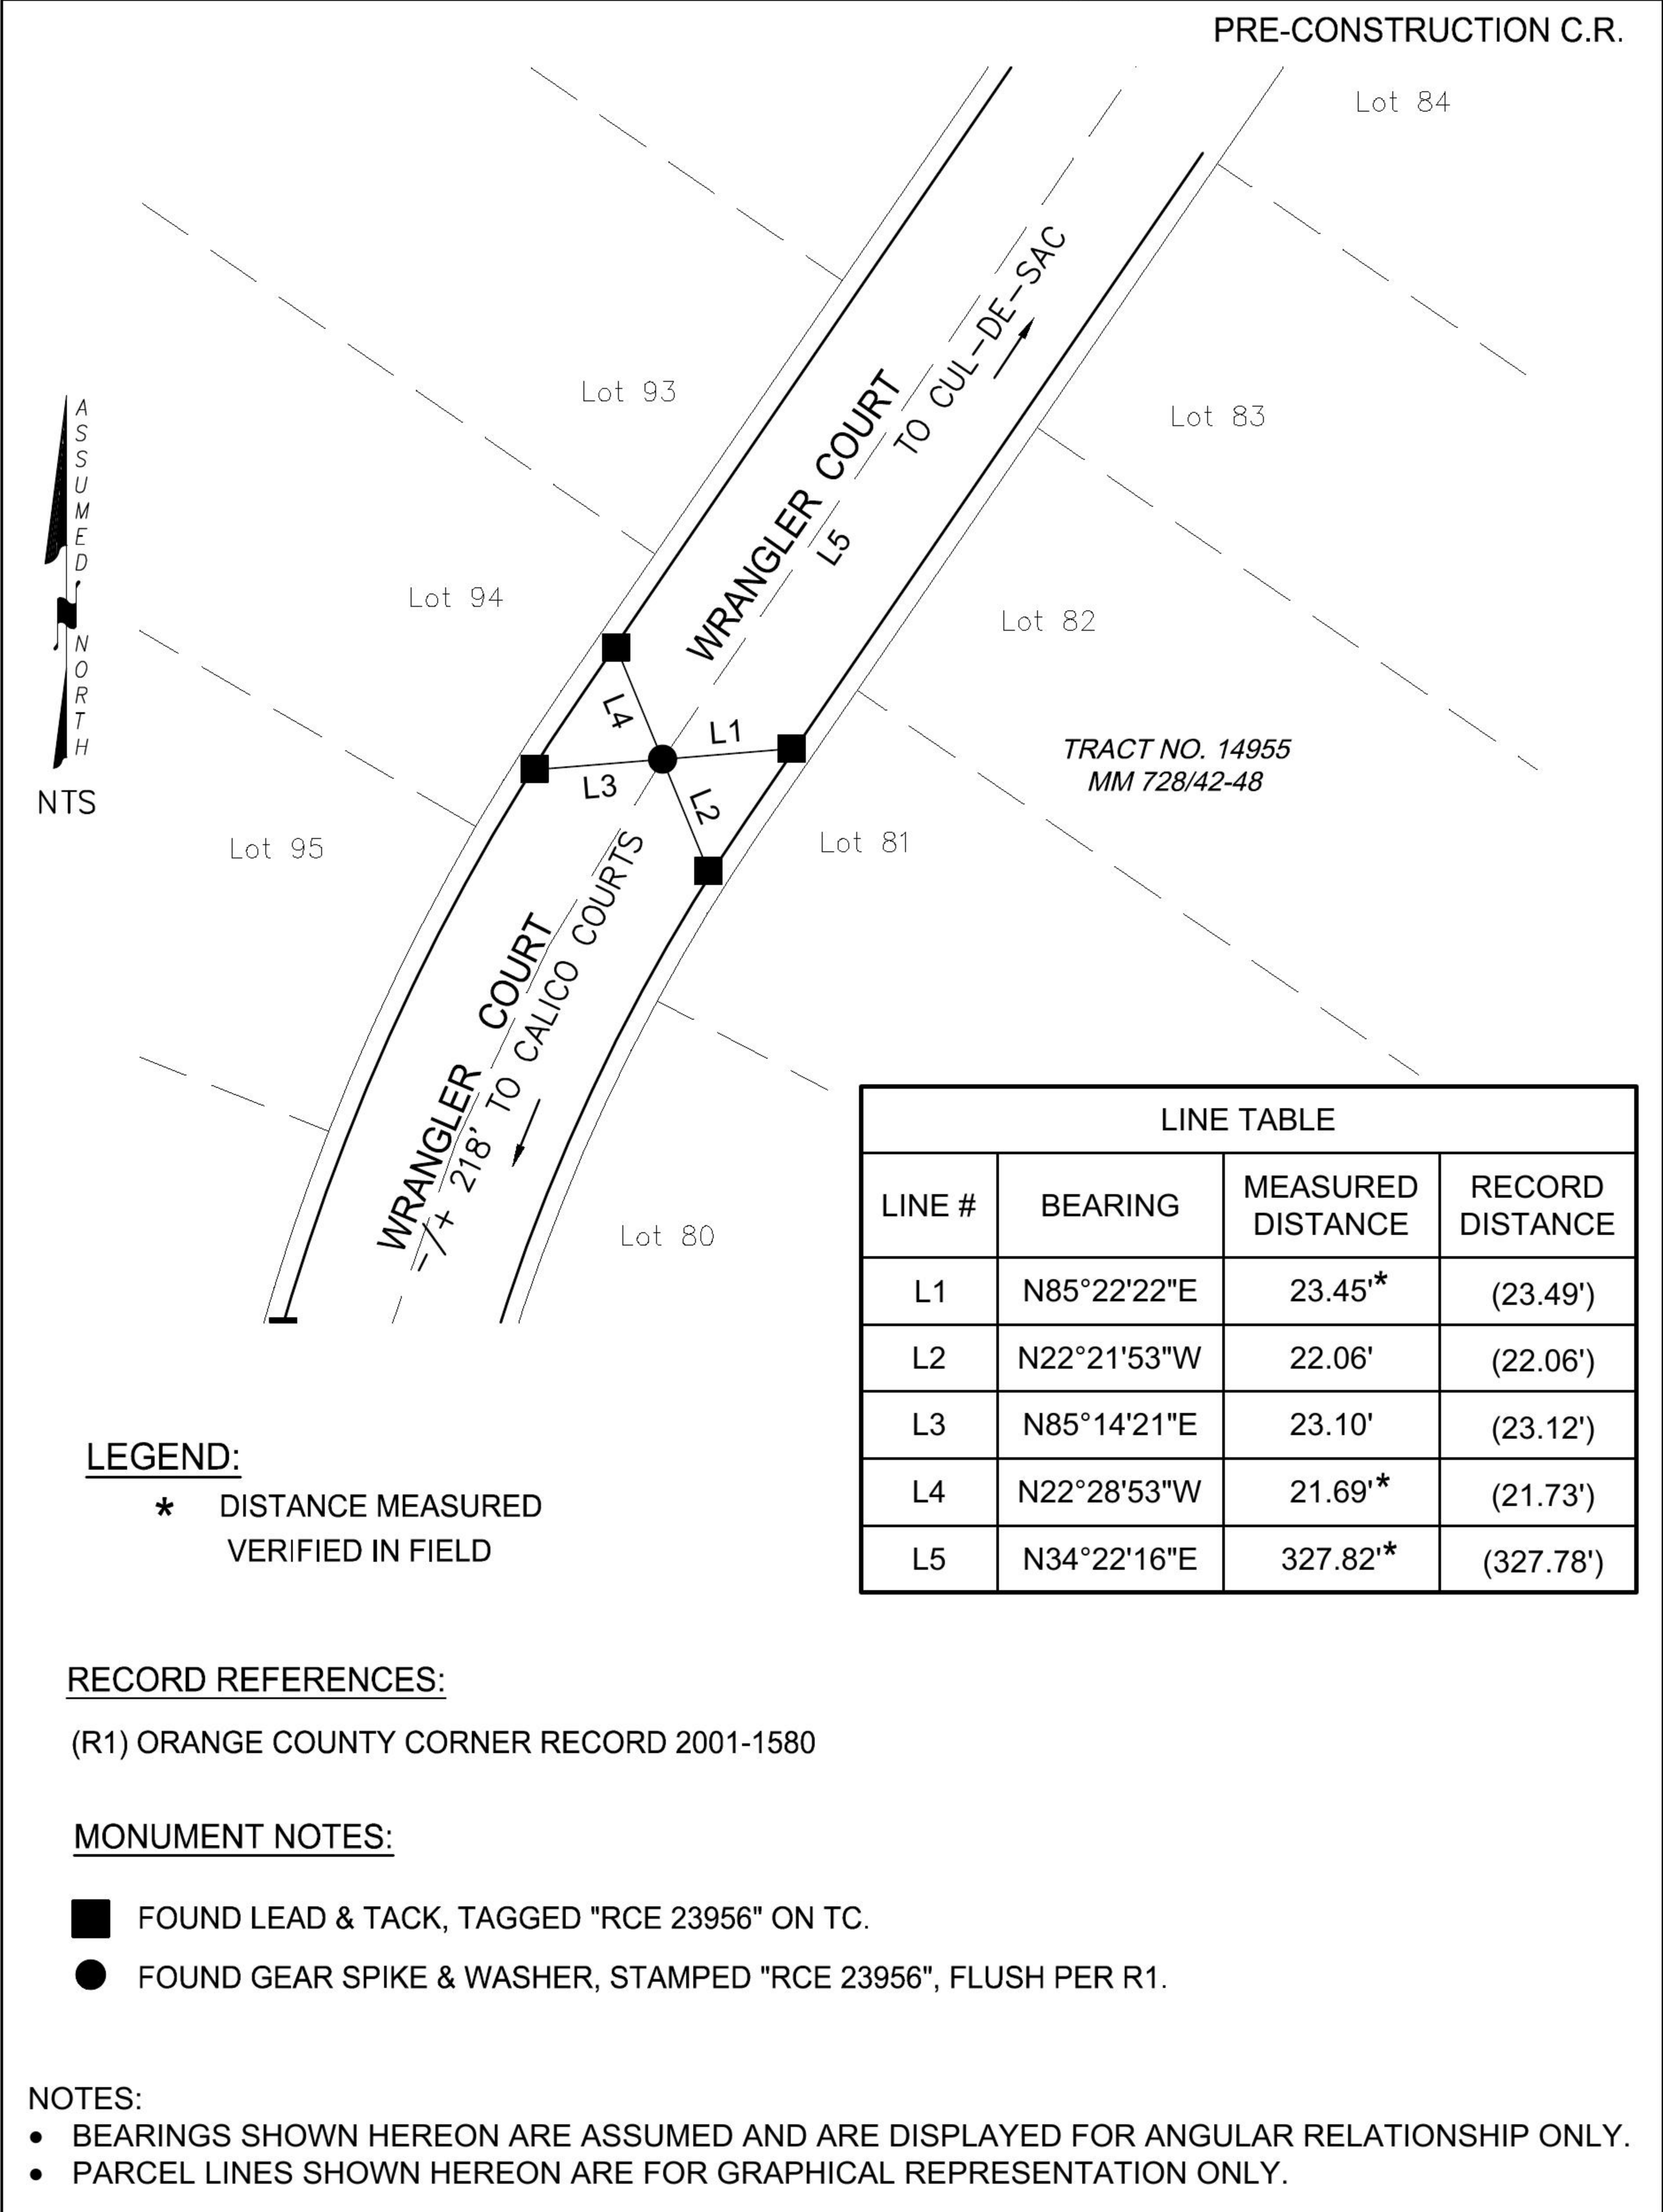 PRE-CONSTRUCTION C.R.
Lot 84
Lot 93
Lot 83
ASSUMED NORTH
NTS
Lot 94
Lot 82
WRANGLER COURT
TO CUL-DE-SAC
L5
L4
L1
L3
L2
TRACT NO. 14955
MM 728/42-48
Lot 95
Lot 81
WRANGLER COURT
-/+ 218' TO CALICO COURTS
Lot 80
LINE TABLE
LINE # BEARING MEASURED DISTANCE RECORD DISTANCE
L1 N85°22'22"E 23.45'* (23.49')
L2 N22°21'53"W 22.06' (22.06')
L3 N85°14'21"E 23.10' (23.12')
L4 N22°28'53"W 21.69'* (21.73')
L5 N34°22'16"E 327.82'* (327.78')
LEGEND:
* DISTANCE MEASURED
VERIFIED IN FIELD
RECORD REFERENCES:
(R1) ORANGE COUNTY CORNER RECORD 2001-1580
MONUMENT NOTES:
FOUND LEAD & TACK, TAGGED "RCE 23956" ON TC.
FOUND GEAR SPIKE & WASHER, STAMPED "RCE 23956", FLUSH PER R1.
NOTES:
• BEARINGS SHOWN HEREON ARE ASSUMED AND ARE DISPLAYED FOR ANGULAR RELATIONSHIP ONLY.
• PARCEL LINES SHOWN HEREON ARE FOR GRAPHICAL REPRESENTATION ONLY.